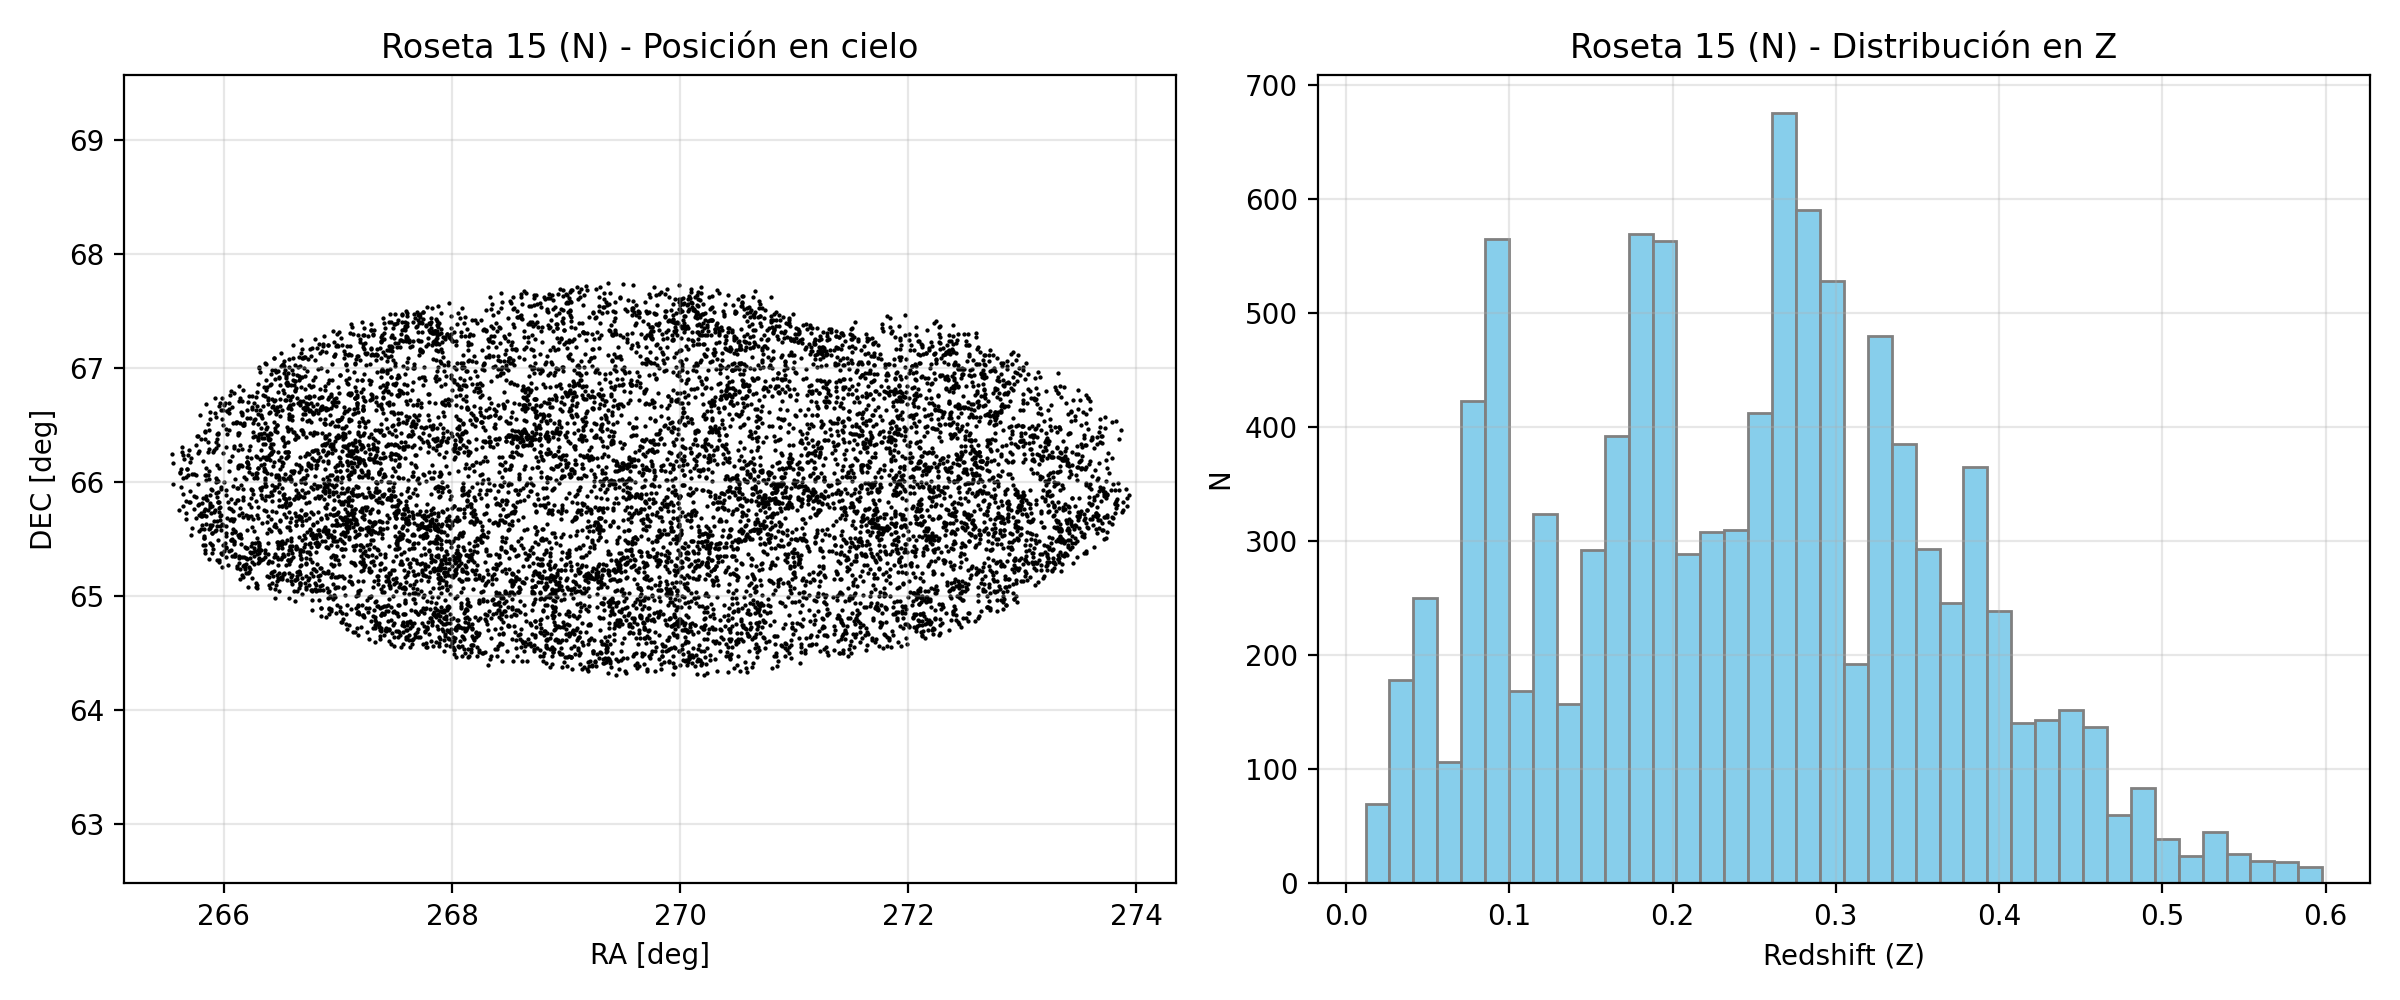 Roseta 15 (N) - Posición en cielo
69
68
67
66
65
64
63
DEC [deg]
266 268 270 272 274
RA [deg]
Roseta 15 (N) - Distribución en Z
700
600
500
400
300
200
100
0
N
0.0 0.1 0.2 0.3 0.4 0.5 0.6
Redshift (Z)